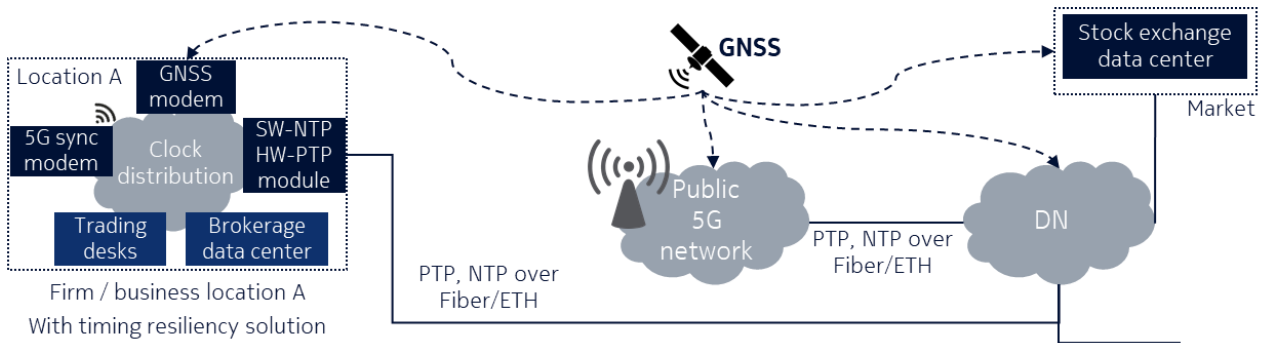 Location A
GNSS
modem
5G sync
modem
Clock
distribution
SW-NTP
HW-PTP
module
Trading
desks
Brokerage
data center
Firm / business location A
With timing resiliency solution
PTP, NTP over
Fiber/ETH
GNSS
Public
5G
network
PTP, NTP over
Fiber/ETH
DN
Stock exchange
data center
Market